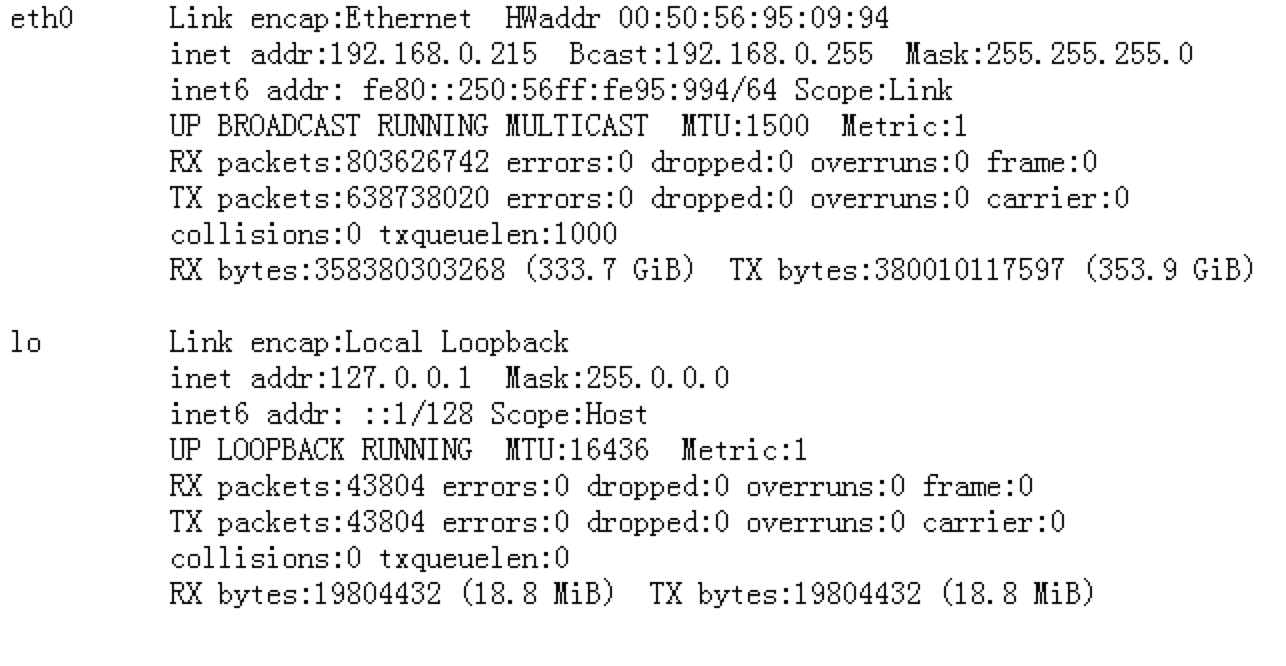 eth0      Link encap:Ethernet  HWaddr 00:50:56:95:09:94
          inet addr:192.168.0.215  Bcast:192.168.0.255  Mask:255.255.255.0
          inet6 addr: fe80::250:56ff:fe95:994/64 Scope:Link
          UP BROADCAST RUNNING MULTICAST  MTU:1500  Metric:1
          RX packets:803626742 errors:0 dropped:0 overruns:0 frame:0
          TX packets:638738020 errors:0 dropped:0 overruns:0 carrier:0
          collisions:0 txqueuelen:1000
          RX bytes:358380303268 (333.7 GiB)  TX bytes:380010117597 (353.9 GiB)

lo        Link encap:Local Loopback
          inet addr:127.0.0.1  Mask:255.0.0.0
          inet6 addr: ::1/128 Scope:Host
          UP LOOPBACK RUNNING  MTU:16436  Metric:1
          RX packets:43804 errors:0 dropped:0 overruns:0 frame:0
          TX packets:43804 errors:0 dropped:0 overruns:0 carrier:0
          collisions:0 txqueuelen:0
          RX bytes:19804432 (18.8 MiB)  TX bytes:19804432 (18.8 MiB)